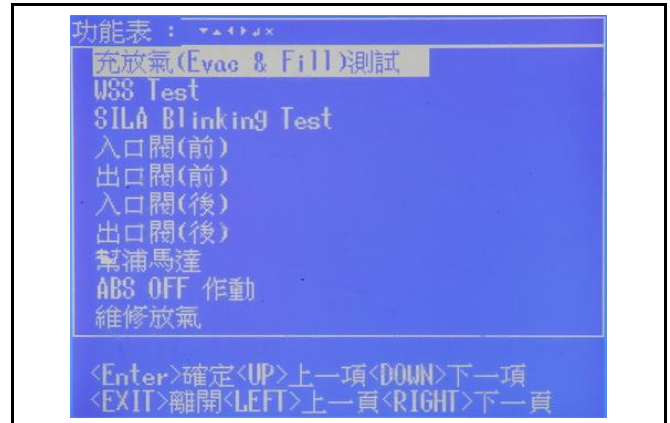 功能表： ▼▲◀▶↲×
充放氣(Evac & Fill)測試
WSS Test
SILA Blinking Test
入口閥(前)
出口閥(前)
入口閥(後)
出口閥(後)
幫浦馬達
ABS OFF 作動
維修放氣
<Enter>確定<UP>上一項<DOWN>下一項
<EXIT>離開<LEFT>上一頁<RIGHT>下一頁